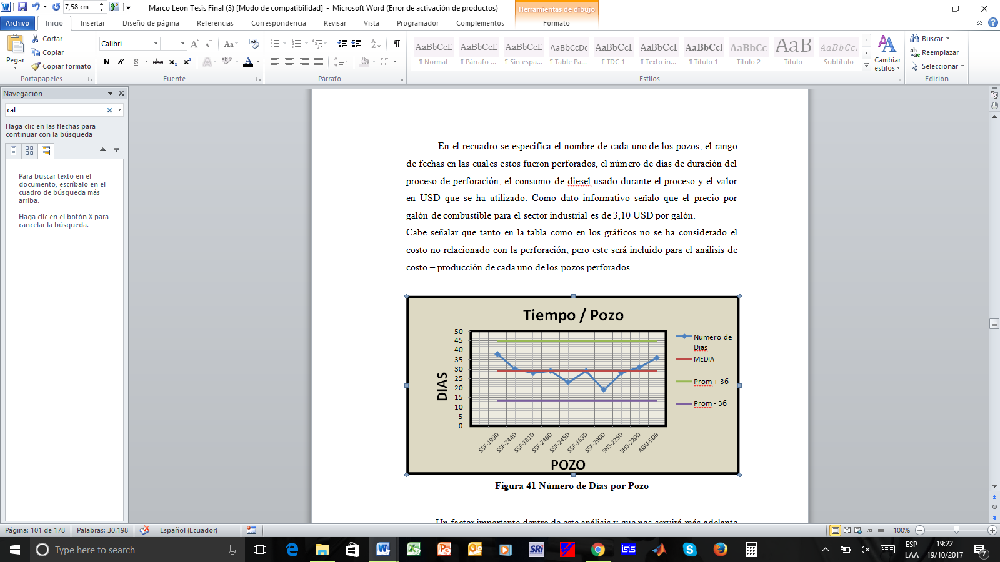 7,58 cm
Marco Leon Tesis Final (3) [Modo de compatibilidad] - Microsoft Word (Error de activación de productos)
Herramientas de dibujo
Archivo Inicio Insertar Diseño de página Referencias Correspondencia Revisar Vista Programador Complementos Formato
Pegar
Cortar
Copiar
Copiar formato
Portapapeles
Calibri
N K S abc x₂ x² A
Fuente
Párrafo
AaBbCcI AaBbCcI AaBbCcI AaBbCcDc AaBbCcI AaBbCcI AaBbCcI AaBbCc AaB AaBbCc.
¶ Normal ¶ Párrafo ... ¶ Sin espa... ¶ Table Pa... ¶ TDC 1 ¶ Texto in... ¶ Título 1 Título 2 Título Subtítulo
Estilos
Cambiar
estilos
Buscar
Reemplazar
Seleccionar
Edición
Navegación
cat
Haga clic en las flechas para
continuar con la búsqueda
Para buscar texto en el
documento, escríbalo en el
cuadro de búsqueda más
arriba.
Haga clic en el botón X para
cancelar la búsqueda.
En el recuadro se especifica el nombre de cada uno de los pozos, el rango
de fechas en las cuales estos fueron perforados, el número de días de duración del
proceso de perforación, el consumo de diesel usado durante el proceso y el valor
en USD que se ha utilizado. Como dato informativo señalo que el precio por
galón de combustible para el sector industrial es de 3,10 USD por galón.
Cabe señalar que tanto en la tabla como en los gráficos no se ha considerado el
costo no relacionado con la perforación, pero este será incluido para el análisis de
costo – producción de cada uno de los pozos perforados.
Tiempo / Pozo
DIAS
50
45
40
35
30
25
20
15
10
5
0
SSF-199D
SSF-244D
SSF-181D
SSF-246D
SSF-245D
SSF-163D
SSF-290D
SHS-225D
SHS-220D
AGU-5DB
POZO
Numero de
Dias
MEDIA
Prom + 36
Prom - 36
Figura 41 Número de Días por Pozo
Un factor importante dentro de este análisis y que nos servirá más adelante
Página: 101 de 178 Palabras: 30.198 Español (Ecuador) 100%
Type here to search
SRi
isis
ESP
LAA
19:22
19/10/2017
7